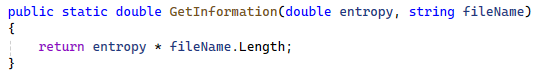 public static double GetInformation(double entropy, string fileName)
{
    return entropy * fileName.Length;
}